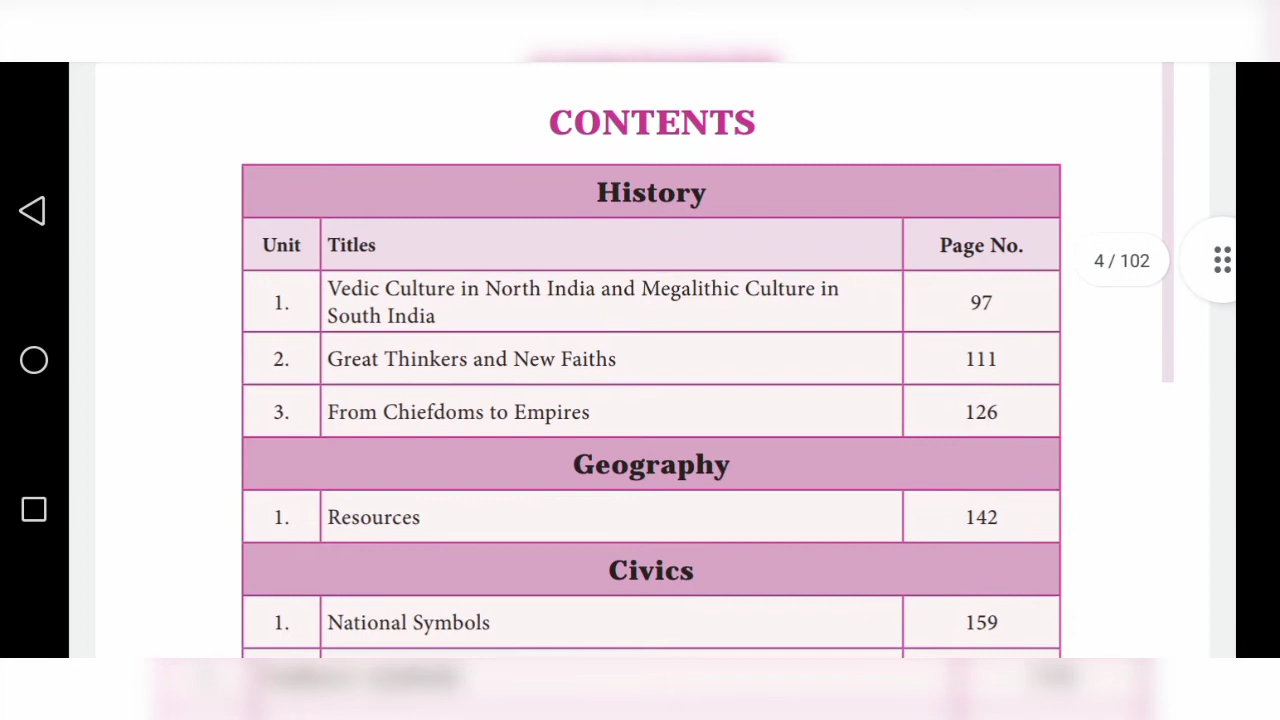 CONTENTS
History
Unit Titles Page No.
4 / 102
1. Vedic Culture in North India and Megalithic Culture in South India 97
2. Great Thinkers and New Faiths 111
3. From Chiefdoms to Empires 126
Geography
1. Resources 142
Civics
1. National Symbols 159